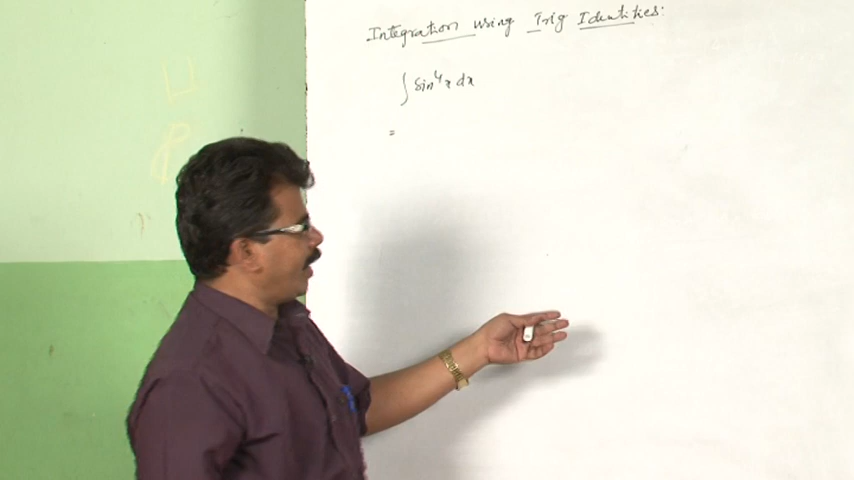 Integration using Trig Identities:
∫ Sin⁴x dx
=